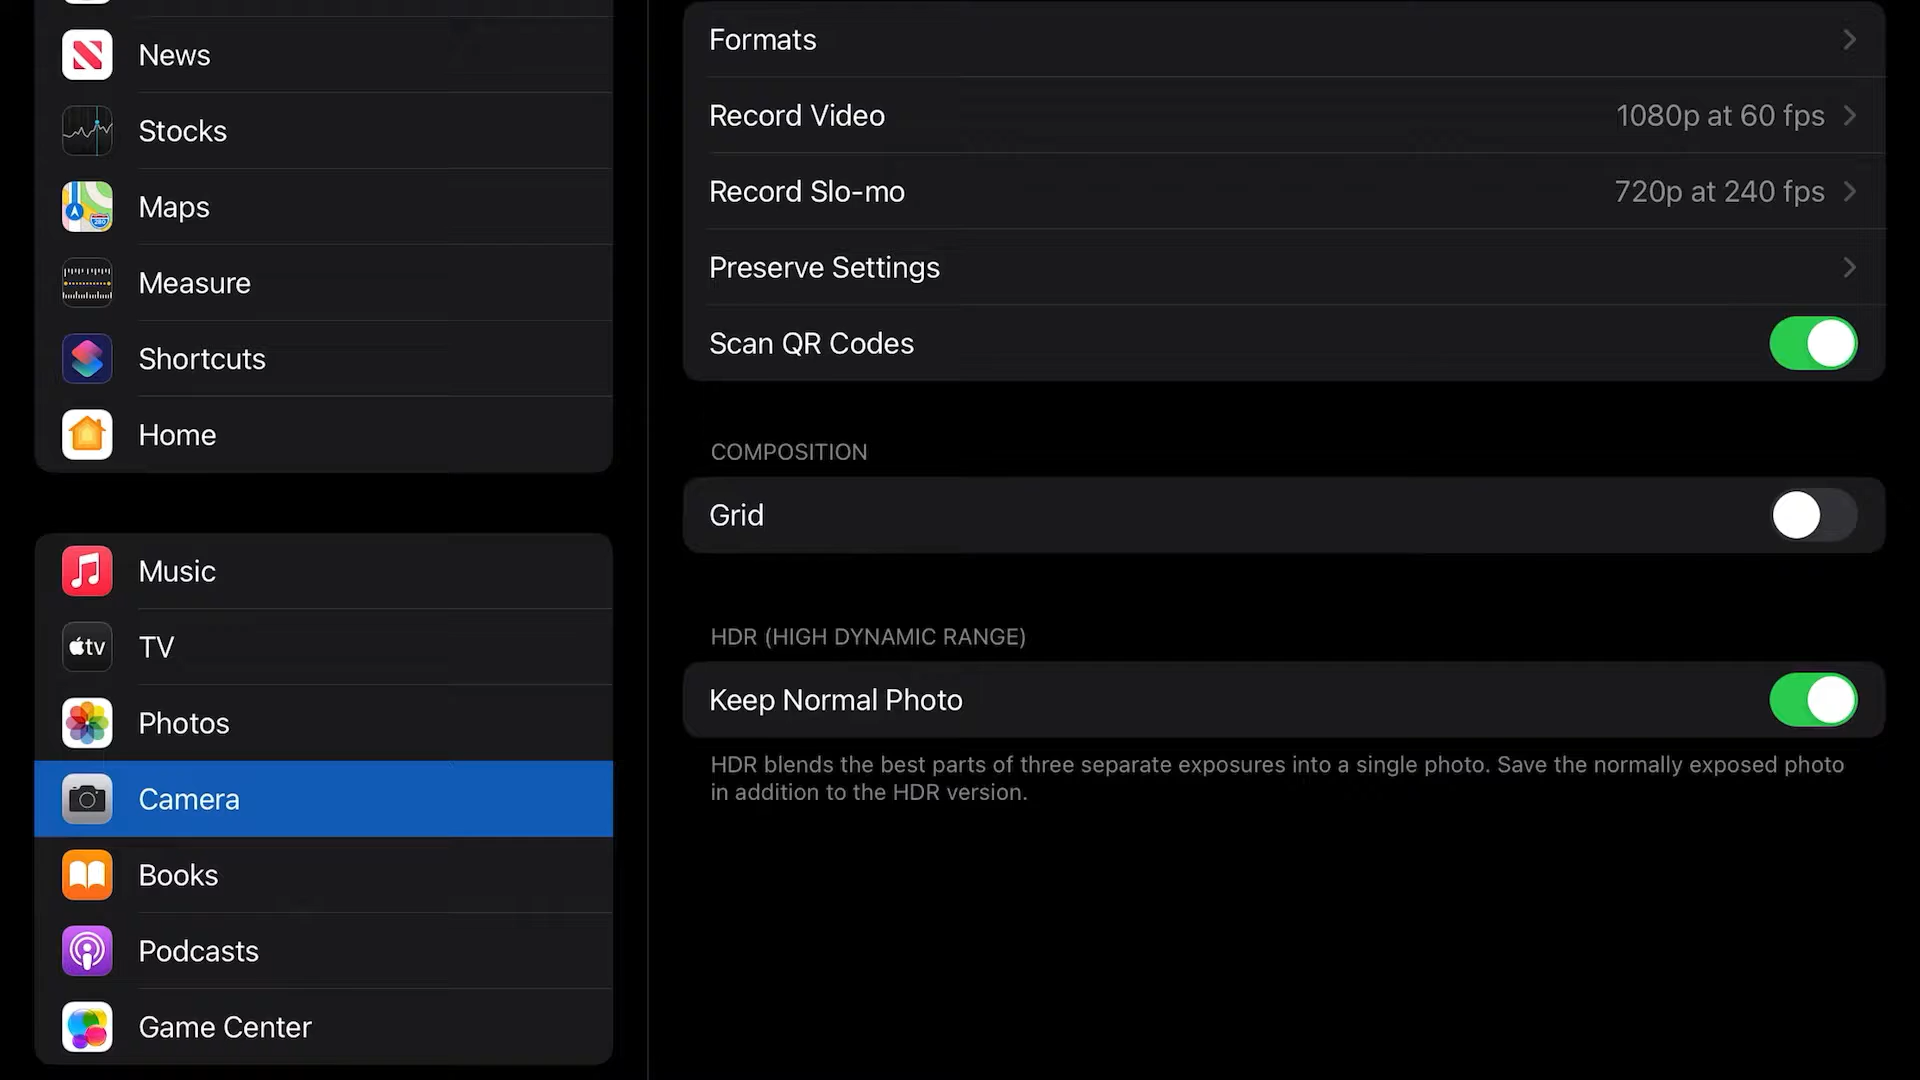 News
Stocks
Maps
Measure
Shortcuts
Home
Music
tv TV
Photos
Camera
Books
Podcasts
Game Center
Formats
Record Video 1080p at 60 fps
Record Slo-mo 720p at 240 fps
Preserve Settings
Scan QR Codes
COMPOSITION
Grid
HDR (HIGH DYNAMIC RANGE)
Keep Normal Photo
HDR blends the best parts of three separate exposures into a single photo. Save the normally exposed photo
in addition to the HDR version.